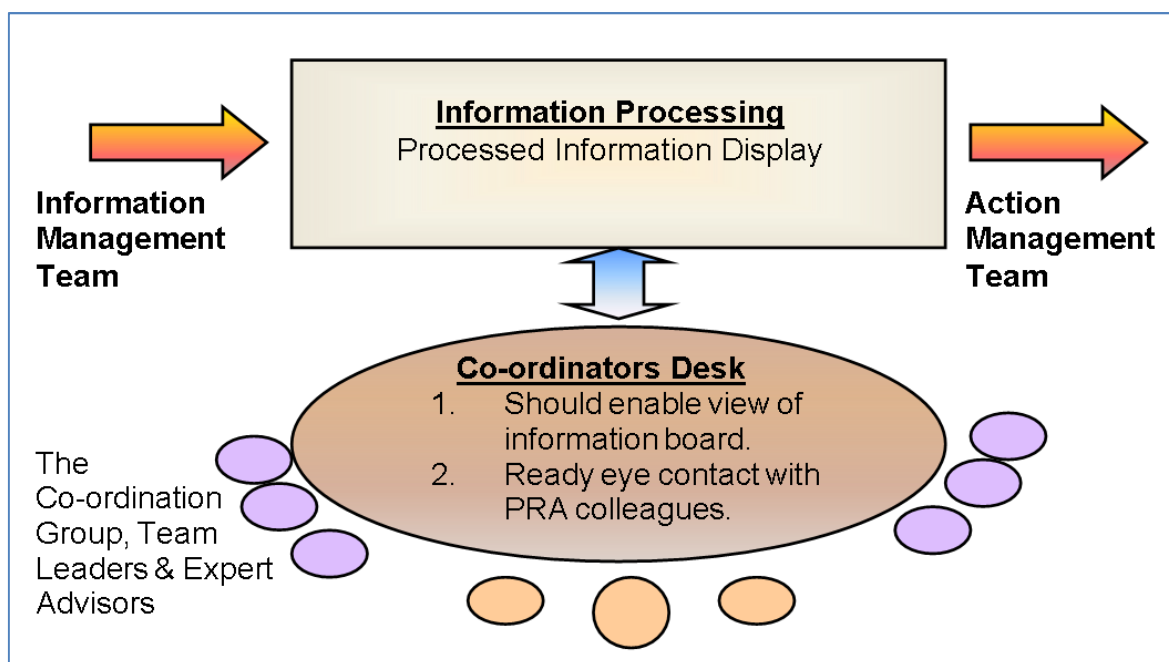 Information Processing
Processed Information Display
Information
Management
Team
Action
Management
Team
Co-ordinators Desk
1. Should enable view of
information board.
2. Ready eye contact with
PRA colleagues.
The
Co-ordination
Group, Team
Leaders & Expert
Advisors